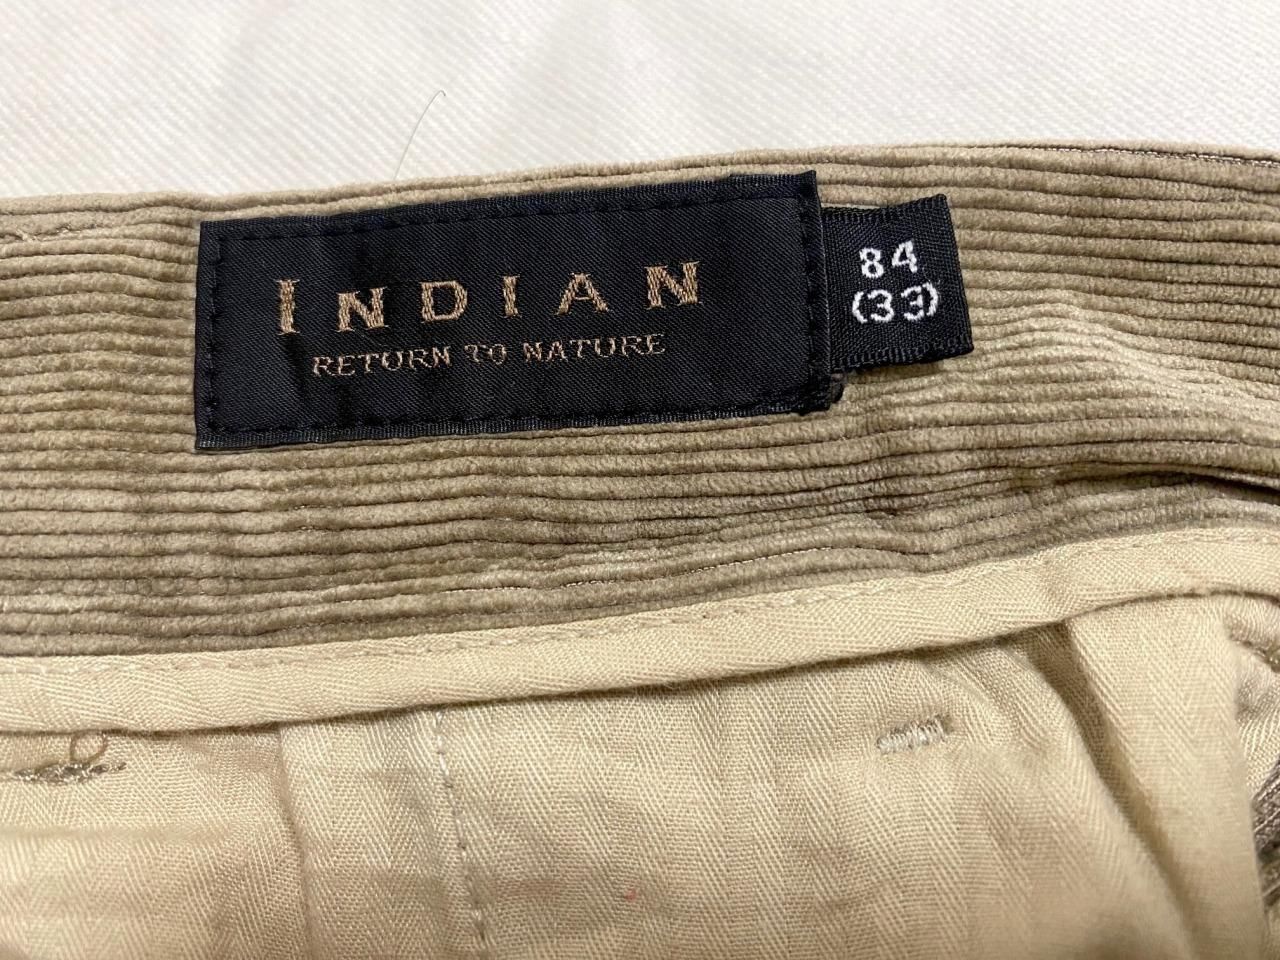 INDIAN
RETURN TO NATURE
84
(33)